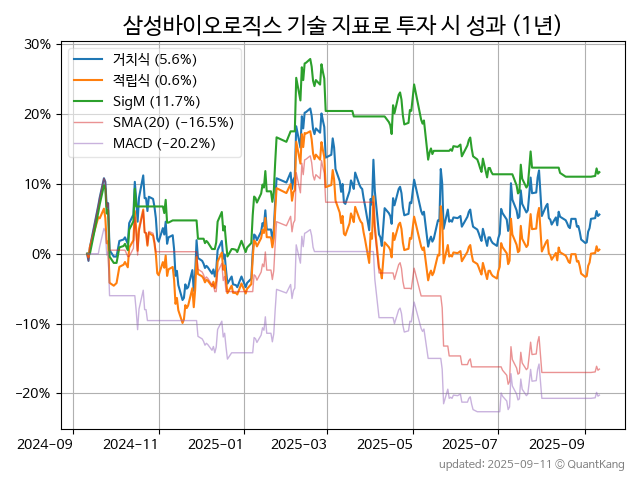 삼성바이오로직스 기술 지표로 투자 시 성과 (1년)
30%
20%
10%
0%
−10%
−20%
거치식 (5.6%)
적립식 (0.6%)
SigM (11.7%)
SMA(20) (−16.5%)
MACD (−20.2%)
2024-09
2024-11
2025-01
2025-03
2025-05
2025-07
2025-09
updated: 2025-09-11 © QuantKang